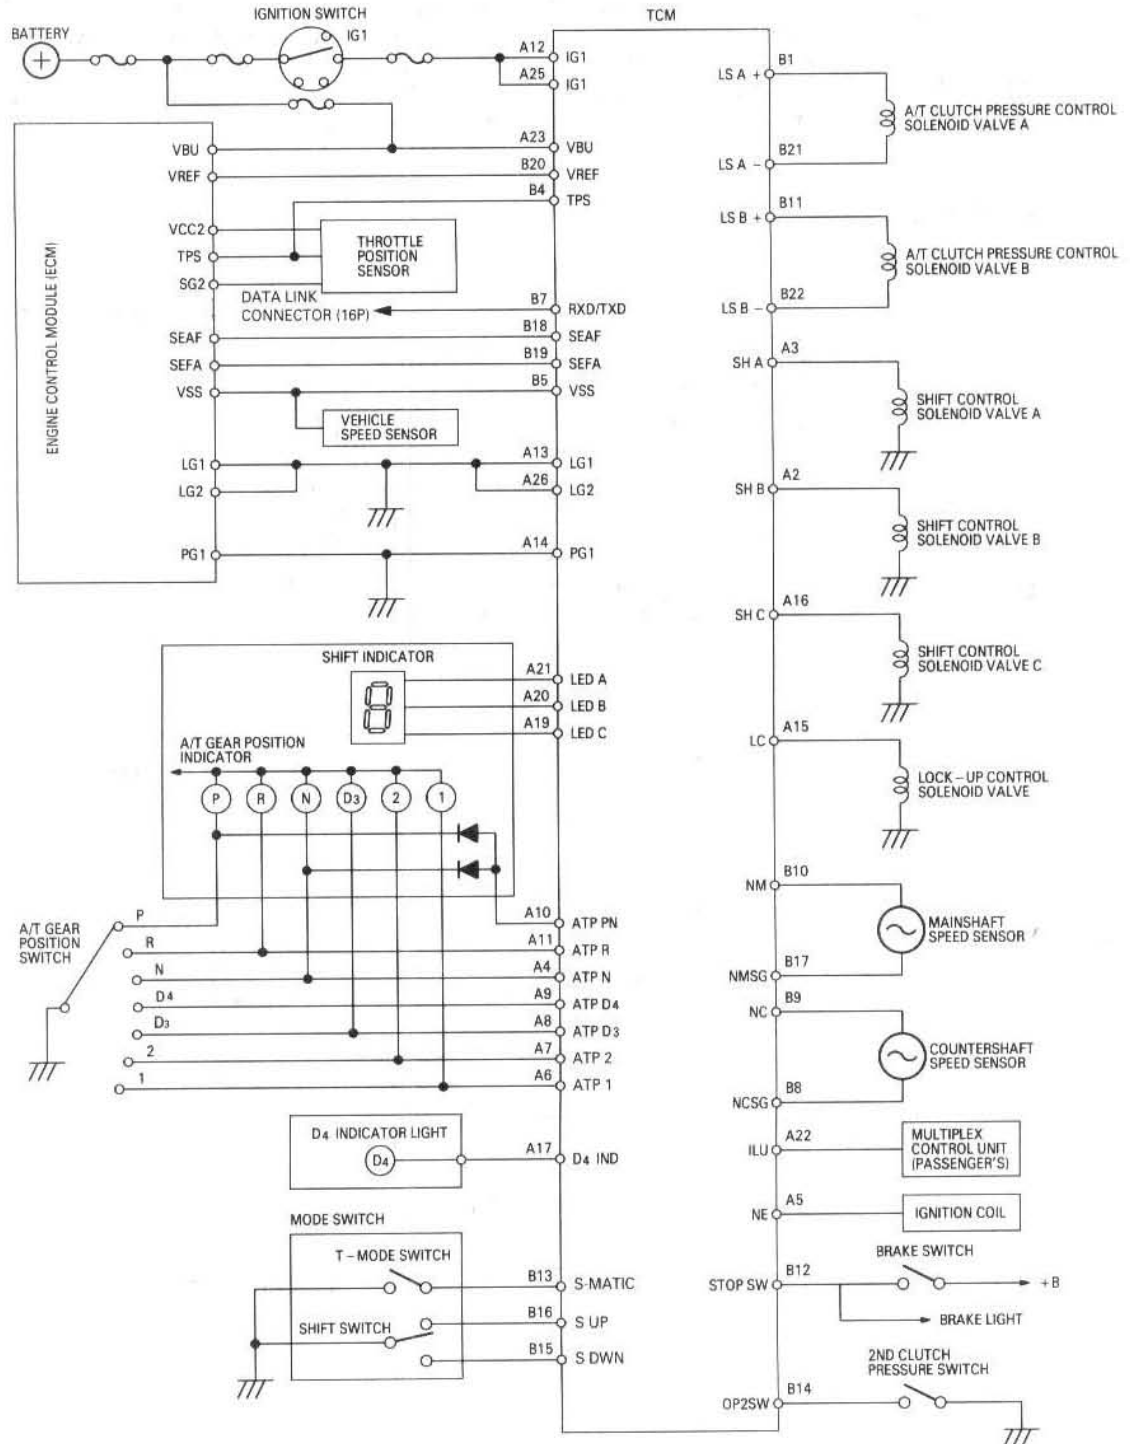 IGNITION SWITCH
TCM
BATTERY
IG1
A12
IG1
A25
IG1
VBU
A23
VBU
VREF
B20
VREF
B4
TPS
VCC2
TPS
SG2
THROTTLE
POSITION
SENSOR
ENGINE CONTROL MODULE (ECM)
DATA LINK
CONNECTOR (16P)
B7
RXD/TXD
SEAF
B18
SEAF
SEFA
B19
SEFA
VSS
B5
VSS
VEHICLE
SPEED SENSOR
LG1
A13
LG1
LG2
A26
LG2
PG1
A14
PG1
SHIFT INDICATOR
A21
LED A
A20
LED B
A19
LED C
A/T GEAR POSITION
INDICATOR
P
R
N
D3
2
1
A/T GEAR
POSITION
SWITCH
P
A10
ATP PN
R
A11
ATP R
N
A4
ATP N
D4
A9
ATP D4
D3
A8
ATP D3
2
A7
ATP 2
1
A6
ATP 1
D4 INDICATOR LIGHT
D4
A17
D4 IND
MODE SWITCH
T-MODE SWITCH
B13
S-MATIC
B16
S UP
SHIFT SWITCH
B15
S DWN
LS A +
B1
A/T CLUTCH PRESSURE CONTROL
SOLENOID VALVE A
LS A -
B21
LS B +
B11
A/T CLUTCH PRESSURE CONTROL
SOLENOID VALVE B
LS B -
B22
SH A
A3
SHIFT CONTROL
SOLENOID VALVE A
SH B
A2
SHIFT CONTROL
SOLENOID VALVE B
SH C
A16
SHIFT CONTROL
SOLENOID VALVE C
LC
A15
LOCK-UP CONTROL
SOLENOID VALVE
NM
B10
MAINSHAFT
SPEED SENSOR
NMSG
B17
NC
B9
COUNTERSHAFT
SPEED SENSOR
NCSG
B8
ILU
A22
MULTIPLEX
CONTROL UNIT
(PASSENGER'S)
NE
A5
IGNITION COIL
BRAKE SWITCH
STOP SW
B12
+B
BRAKE LIGHT
2ND CLUTCH
PRESSURE SWITCH
OP2SW
B14